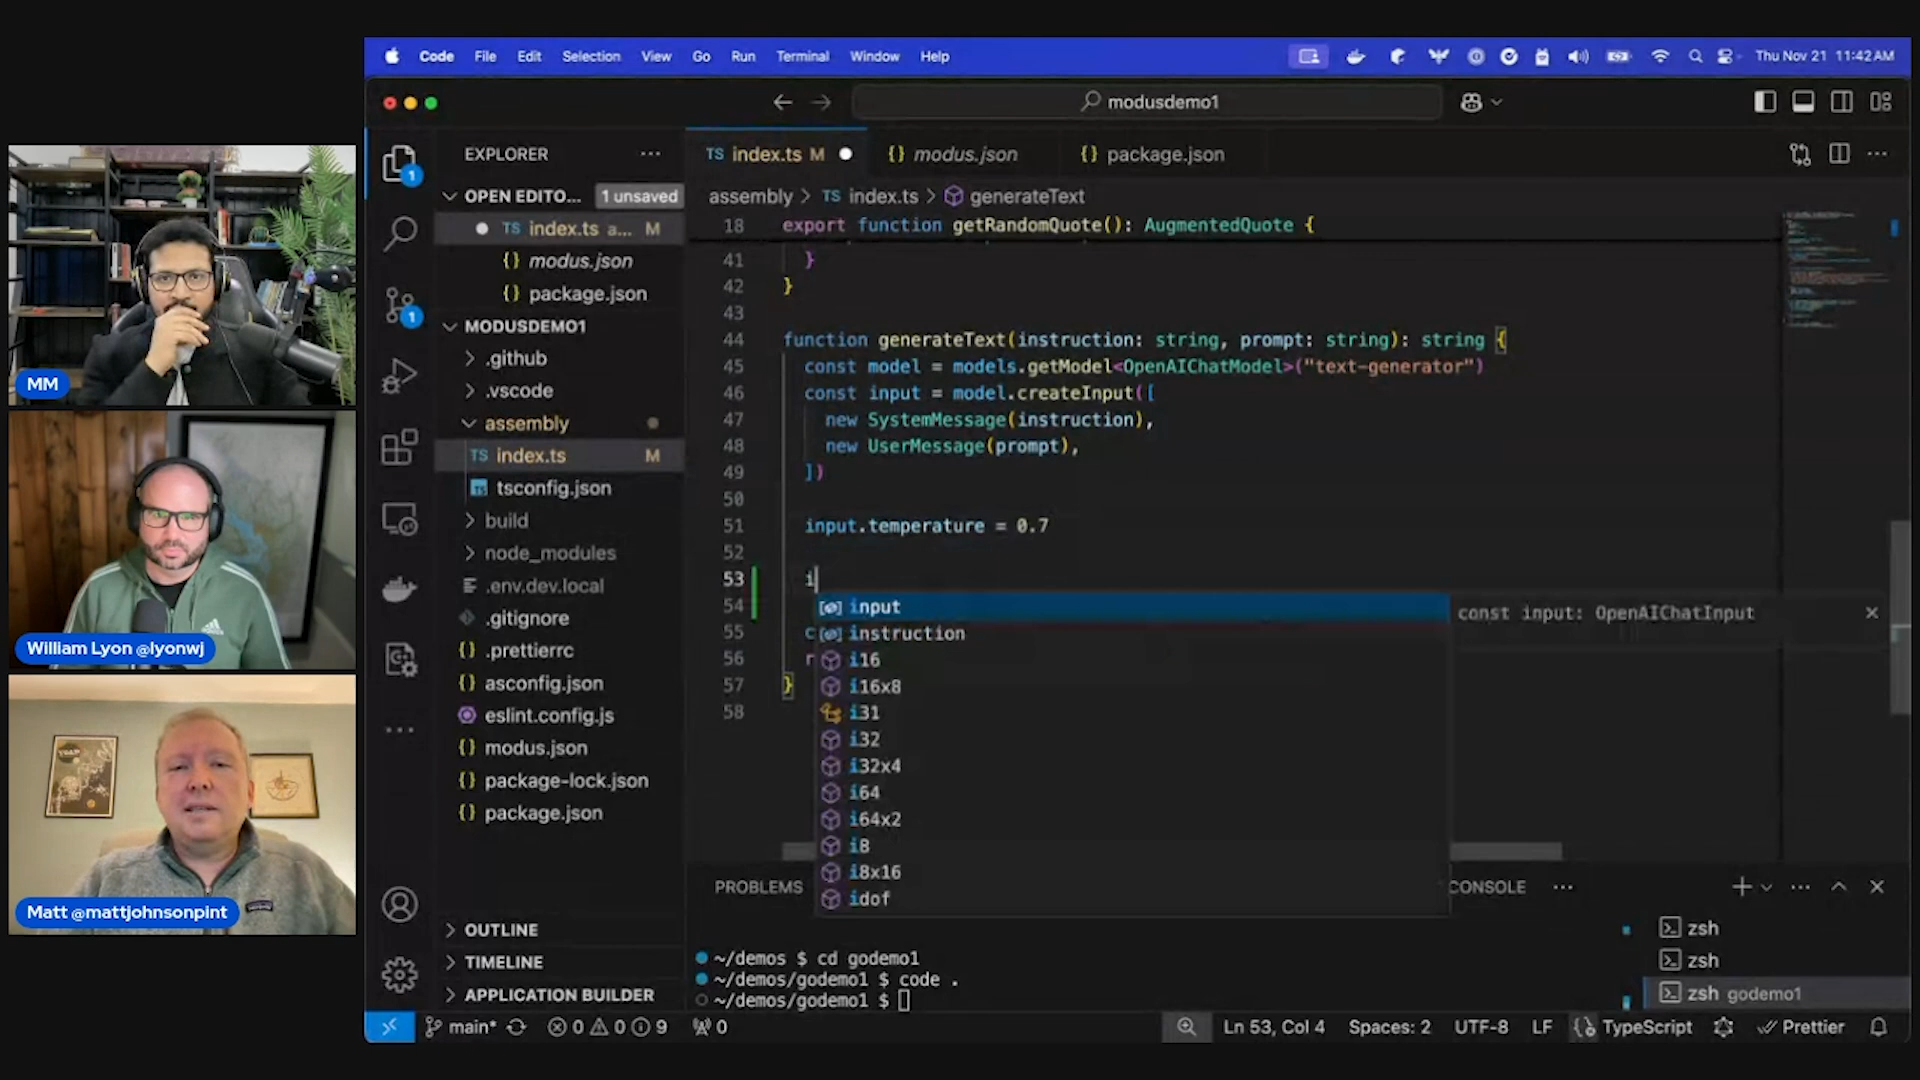 Code File Edit Selection View Go Run Terminal Window Help
Thu Nov 21 11:42 AM
modusdemo1
EXPLORER
OPEN EDITO... 1 unsaved
TS index.ts a... M
{} modus.json
{} package.json
MODUSDEMO1
.github
.vscode
assembly
TS index.ts M
tsconfig.json
build
node_modules
.env.dev.local
.gitignore
{} .prettierrc
{} asconfig.json
eslint.config.js
{} modus.json
{} package-lock.json
{} package.json
OUTLINE
TIMELINE
APPLICATION BUILDER
1
1
TS index.ts M
{} modus.json
{} package.json
assembly > TS index.ts > generateText
18 export function getRandomQuote(): AugmentedQuote {
41 }
42 }
43
44 function generateText(instruction: string, prompt: string): string {
45 const model = models.getModel<OpenAIChatModel>("text-generator")
46 const input = model.createInput([
47 new SystemMessage(instruction),
48 new UserMessage(prompt),
49 ])
50
51 input.temperature = 0.7
52
53 i
54
55 c
56 r
57 }
58
input
instruction
i16
i16x8
i31
i32
i32x4
i64
i64x2
i8
i8x16
idof
const input: OpenAIChatInput
PROBLEMS
CONSOLE
~/demos $ cd godemo1
~/demos/godemo1 $ code .
~/demos/godemo1 $
zsh
zsh
zsh godemo1
main* 0 0 9 0
Ln 53, Col 4 Spaces: 2 UTF-8 LF TypeScript Prettier
MM
William Lyon @lyonwj
Matt @mattjohnsonpint